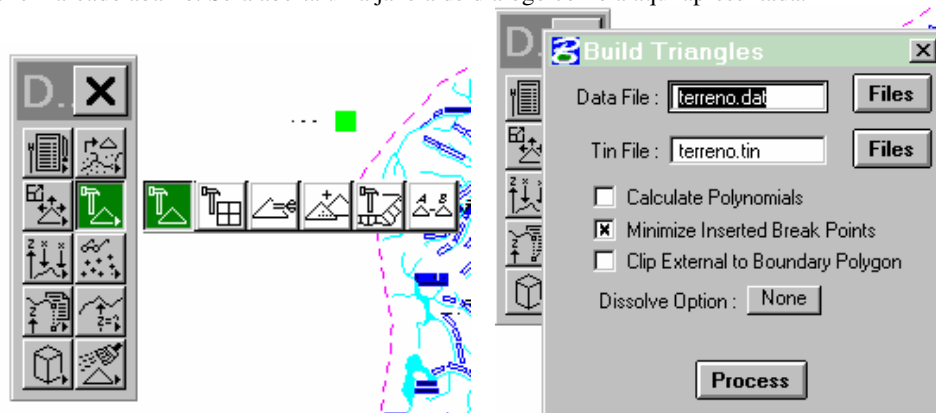 D..
Build Triangles
Data File : terreno.dat Files
Tin File : terreno.tin Files
Calculate Polynomials
Minimize Inserted Break Points
Clip External to Boundary Polygon
Dissolve Option : None
Process